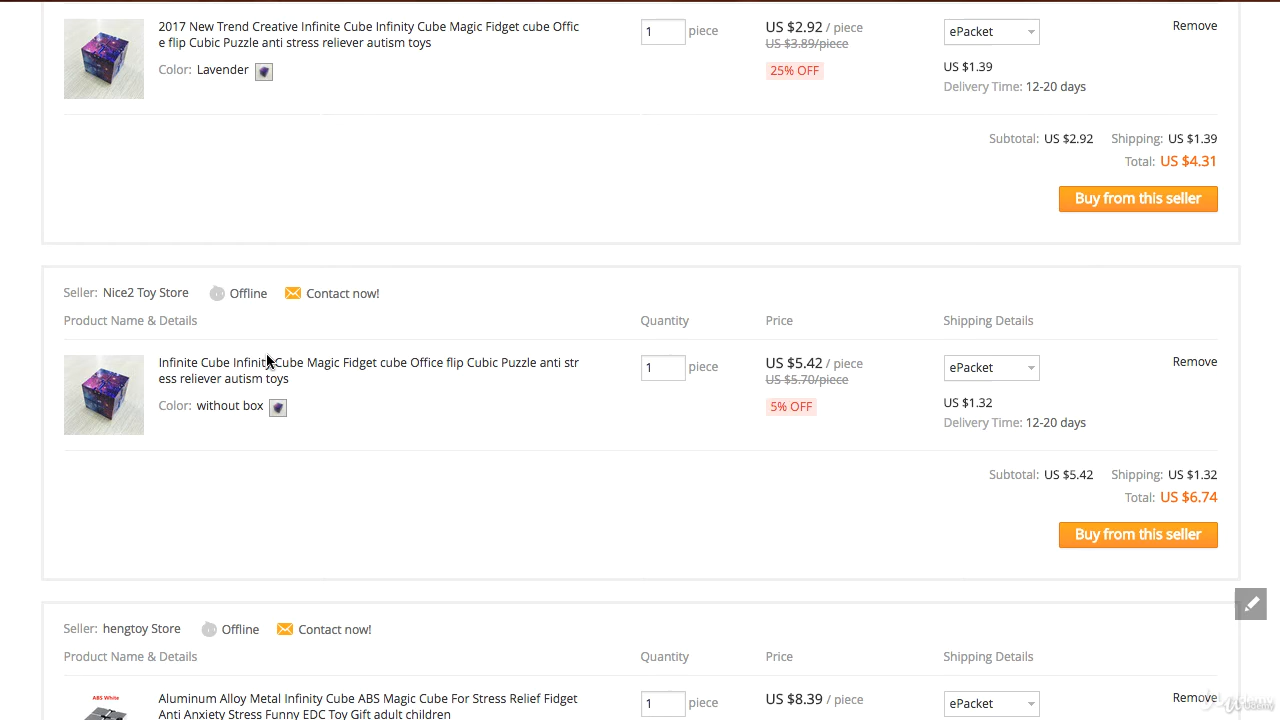 2017 New Trend Creative Infinite Cube Infinity Cube Magic Fidget cube Offic
e flip Cubic Puzzle anti stress reliever autism toys
Color: Lavender
1 piece
US $2.92 / piece
US $3.89/piece
25% OFF
ePacket
US $1.39
Delivery Time: 12-20 days
Remove
Subtotal: US $2.92 Shipping: US $1.39
Total: US $4.31
Buy from this seller
Seller: Nice2 Toy Store Offline Contact now!
Product Name & Details Quantity Price Shipping Details
Infinite Cube Infinity Cube Magic Fidget cube Office flip Cubic Puzzle anti str
ess reliever autism toys
Color: without box
1 piece
US $5.42 / piece
US $5.70/piece
5% OFF
ePacket
US $1.32
Delivery Time: 12-20 days
Remove
Subtotal: US $5.42 Shipping: US $1.32
Total: US $6.74
Buy from this seller
Seller: hengtoy Store Offline Contact now!
Product Name & Details Quantity Price Shipping Details
ABS White
Aluminum Alloy Metal Infinity Cube ABS Magic Cube For Stress Relief Fidget
Anti Anxiety Stress Funny EDC Toy Gift adult children
1 piece
US $8.39 / piece
ePacket
Remove
Udemy